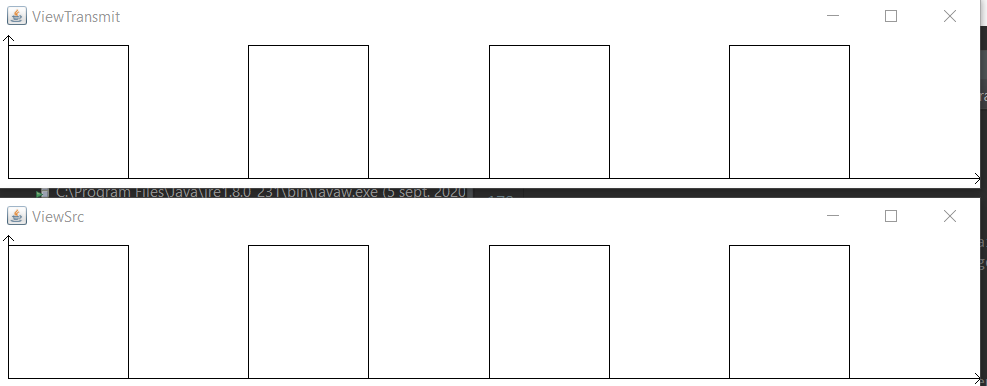 ViewTransmit
C:\Program Files\Java\jre1.8.0_231\bin\javaw.exe (5 sept. 2020
ViewSrc